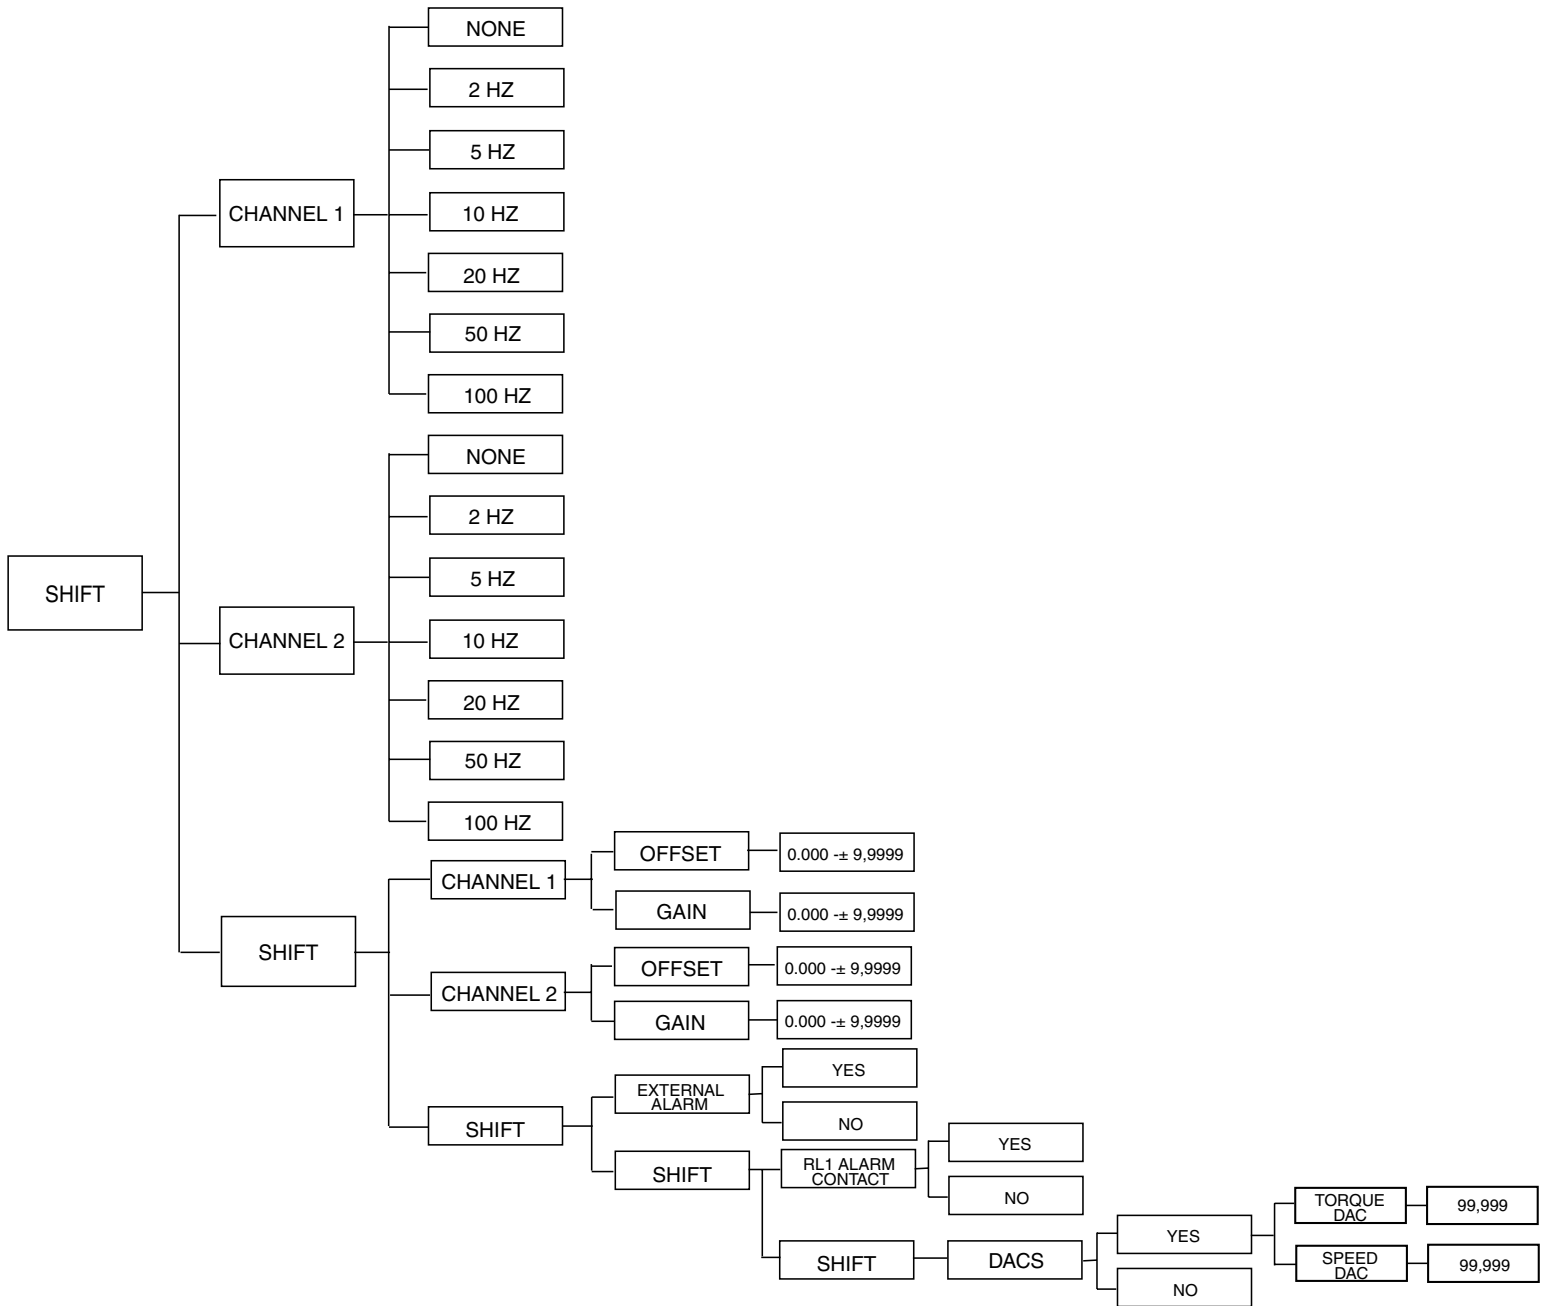 NONE
2 HZ
5 HZ
CHANNEL 1
10 HZ
20 HZ
50 HZ
100 HZ
NONE
2 HZ
5 HZ
SHIFT
CHANNEL 2
10 HZ
20 HZ
50 HZ
100 HZ
SHIFT
CHANNEL 1
OFFSET
0.000 -± 9,9999
GAIN
0.000 -± 9,9999
CHANNEL 2
OFFSET
0.000 -± 9,9999
GAIN
0.000 -± 9,9999
SHIFT
EXTERNAL
ALARM
YES
NO
SHIFT
RL1 ALARM
CONTACT
YES
NO
SHIFT
DACS
YES
TORQUE
DAC
99,999
SPEED
DAC
99,999
NO